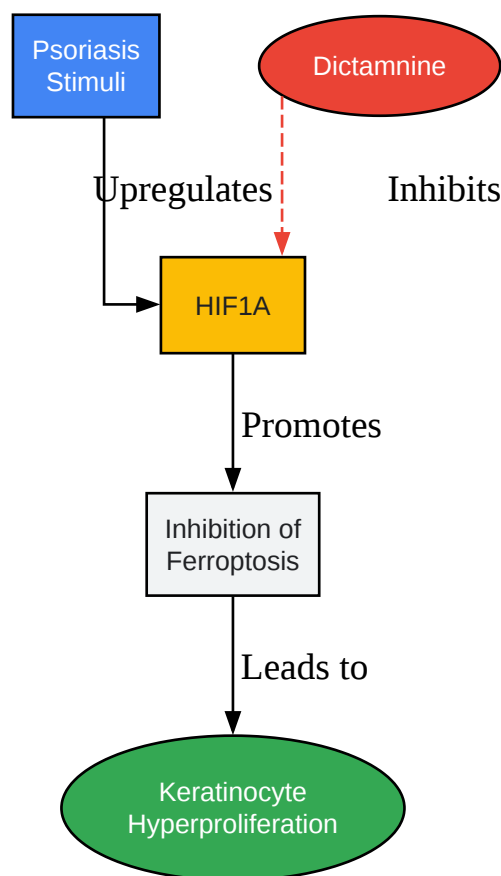 Psoriasis
Stimuli
Dictamnine
Upregulates
Inhibits
HIF1A
Promotes
Inhibition of
Ferroptosis
Leads to
Keratinocyte
Hyperproliferation